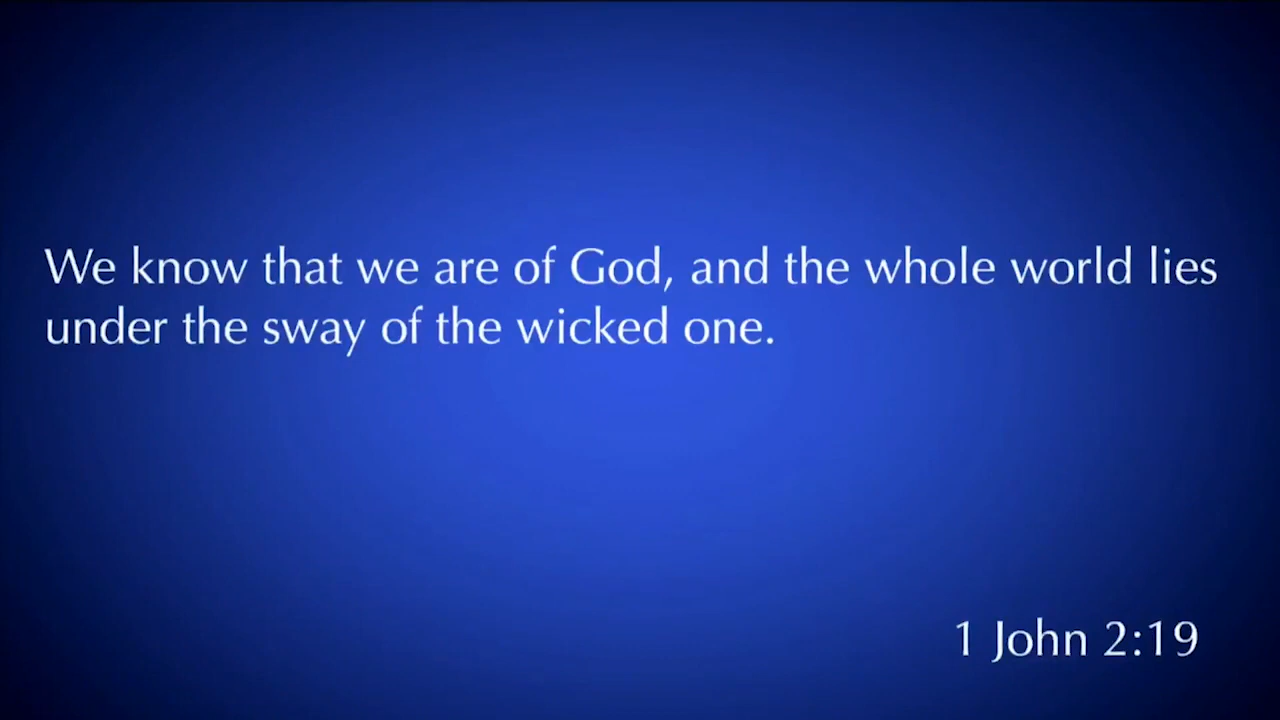 We know that we are of God, and the whole world lies
under the sway of the wicked one.
1 John 2:19